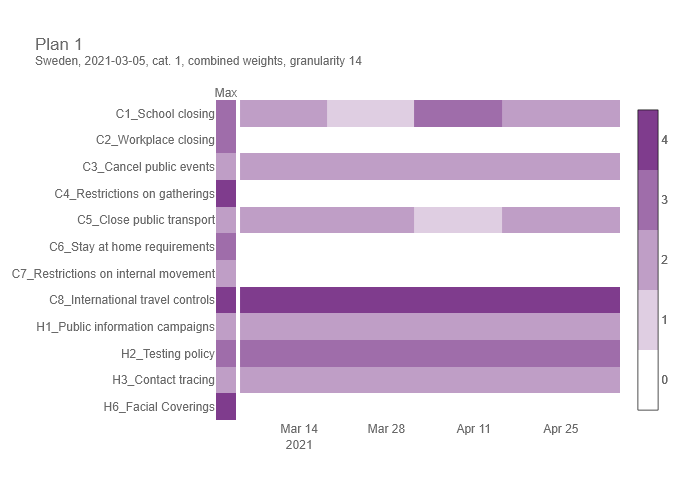 Plan 1
Sweden, 2021-03-05, cat. 1, combined weights, granularity 14
Max
C1_School closing
C2_Workplace closing
C3_Cancel public events
C4_Restrictions on gatherings
C5_Close public transport
C6_Stay at home requirements
C7_Restrictions on internal movement
C8_International travel controls
H1_Public information campaigns
H2_Testing policy
H3_Contact tracing
H6_Facial Coverings
Mar 14
2021
Mar 28
Apr 11
Apr 25
4
3
2
1
0